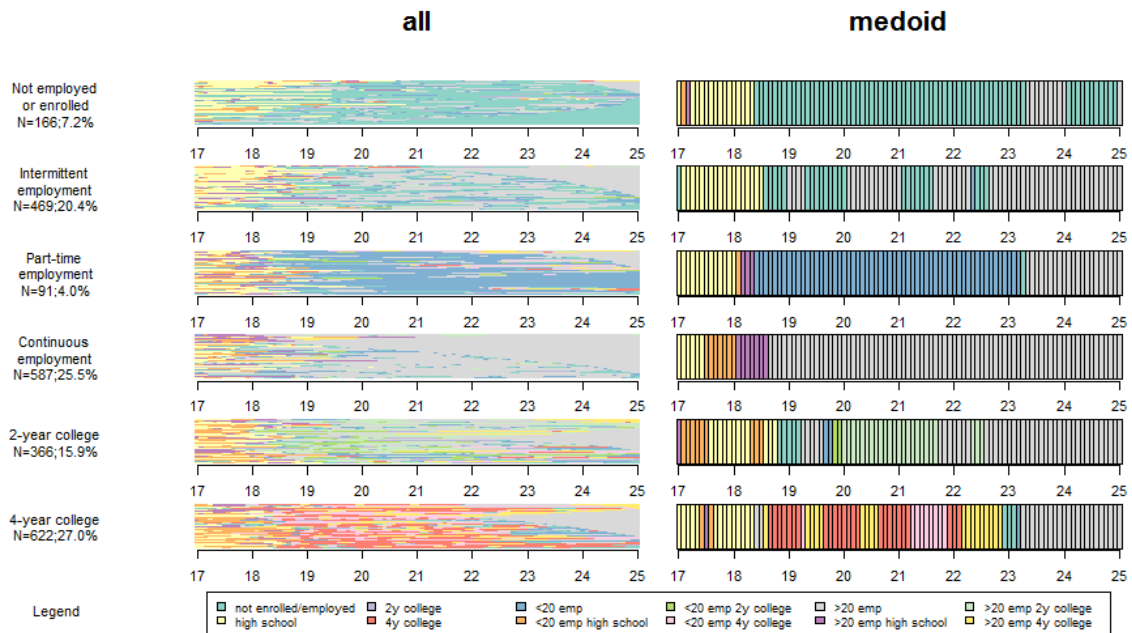 all medoid
Not employed
or enrolled
N=166;7.2%
17 18 19 20 21 22 23 24 25 17 18 19 20 21 22 23 24 25
Intermittent
employment
N=469;20.4%
17 18 19 20 21 22 23 24 25 17 18 19 20 21 22 23 24 25
Part-time
employment
N=91;4.0%
17 18 19 20 21 22 23 24 25 17 18 19 20 21 22 23 24 25
Continuous
employment
N=587;25.5%
17 18 19 20 21 22 23 24 25 17 18 19 20 21 22 23 24 25
2-year college
N=366;15.9%
17 18 19 20 21 22 23 24 25 17 18 19 20 21 22 23 24 25
4-year college
N=622;27.0%
17 18 19 20 21 22 23 24 25 17 18 19 20 21 22 23 24 25
Legend
not enrolled/employed 2y college <20 emp <20 emp 2y college >20 emp >20 emp 2y college
high school 4y college <20 emp high school <20 emp 4y college >20 emp high school >20 emp 4y college